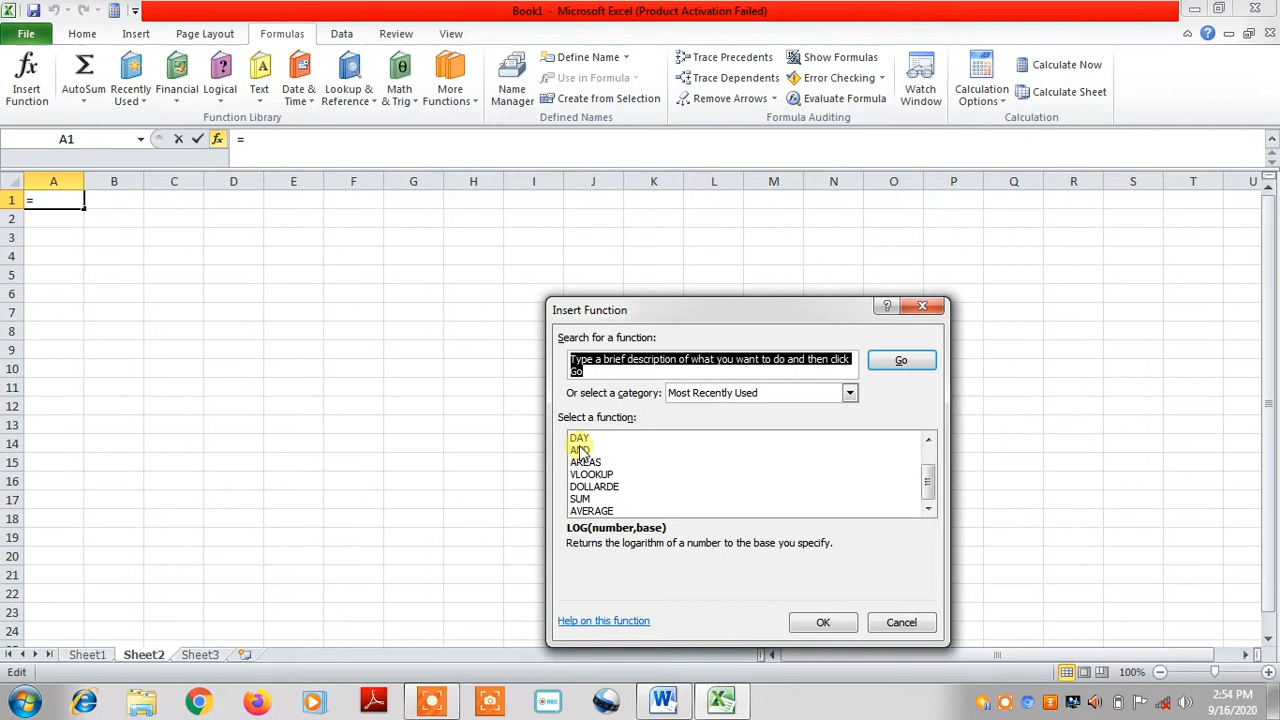 Book1 - Microsoft Excel (Product Activation Failed)
File Home Insert Page Layout Formulas Data Review View
Insert Function
AutoSum
Recently Used
Financial
Logical
Text
Date & Time
Lookup & Reference
Math & Trig
More Functions
Function Library
Name Manager
Define Name
Use in Formula
Create from Selection
Defined Names
Trace Precedents
Trace Dependents
Remove Arrows
Show Formulas
Error Checking
Evaluate Formula
Formula Auditing
Watch Window
Calculation Options
Calculate Now
Calculate Sheet
Calculation
A1 fx =
A B C D E F G H I J K L M N O P Q R S T U
1 =
2
3
4
5
6
7
8
9
10
11
12
13
14
15
16
17
18
19
20
21
22
23
24
Insert Function
Search for a function:
Type a brief description of what you want to do and then click
Go
Go
Or select a category: Most Recently Used
Select a function:
DAY
AND
AREAS
VLOOKUP
DOLLARDE
SUM
AVERAGE
LOG(number,base)
Returns the logarithm of a number to the base you specify.
Help on this function
OK Cancel
Sheet1 Sheet2 Sheet3
Edit 100%
REC
2:54 PM
9/16/2020